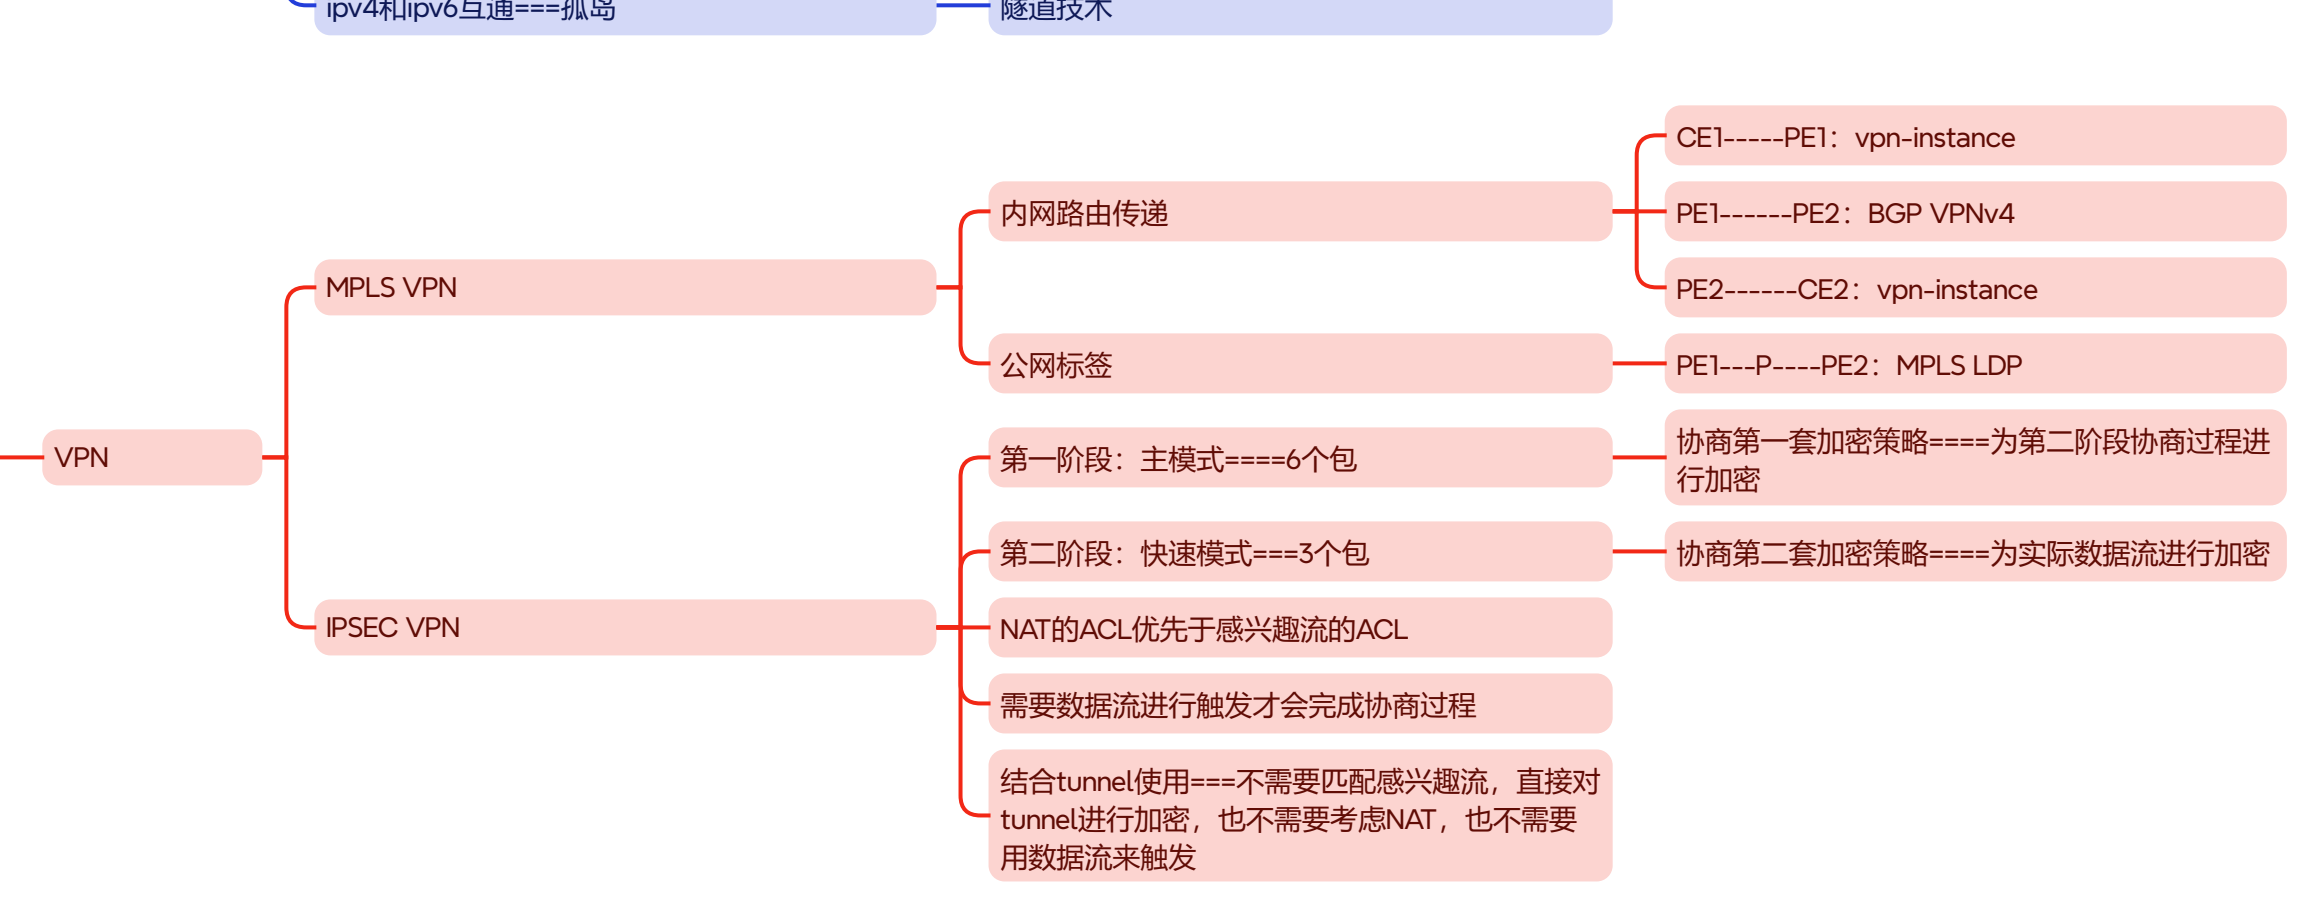 ipv4和ipv6互通===孤岛
隧道技术
VPN
MPLS VPN
内网路由传递
CE1-----PE1：vpn-instance
PE1------PE2：BGP VPNv4
PE2------CE2：vpn-instance
公网标签
PE1---P----PE2：MPLS LDP
IPSEC VPN
第一阶段：主模式====6个包
协商第一套加密策略====为第二阶段协商过程进
行加密
第二阶段：快速模式===3个包
协商第二套加密策略====为实际数据流进行加密
NAT的ACL优先于感兴趣流的ACL
需要数据流进行触发才会完成协商过程
结合tunnel使用===不需要匹配感兴趣流，直接对
tunnel进行加密，也不需要考虑NAT，也不需要
用数据流来触发